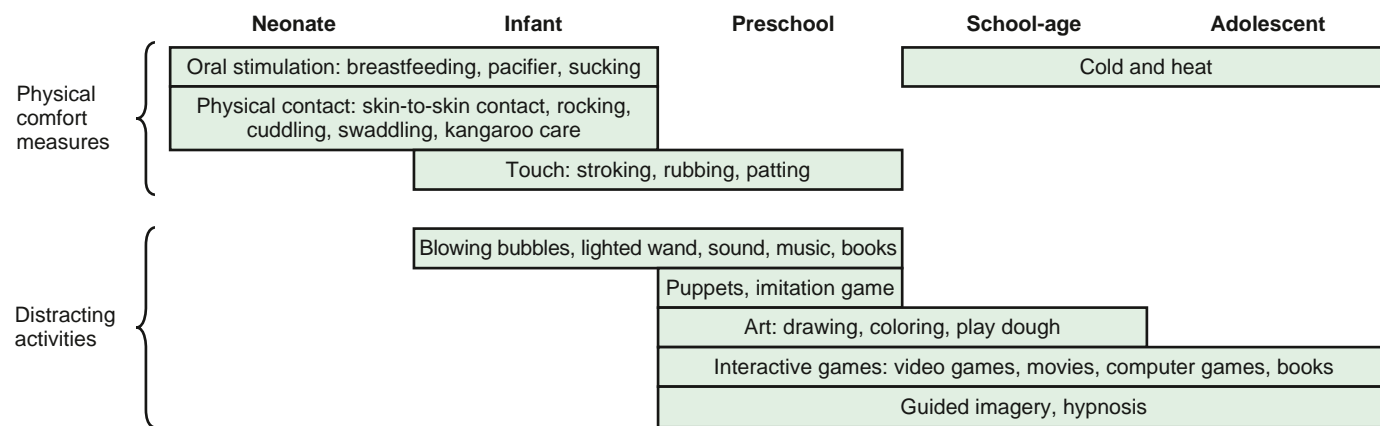 Neonate Infant Preschool School-age Adolescent
Physical
comfort
measures
Oral stimulation: breastfeeding, pacifier, sucking
Cold and heat
Physical contact: skin-to-skin contact, rocking,
cuddling, swaddling, kangaroo care
Touch: stroking, rubbing, patting
Distracting
activities
Blowing bubbles, lighted wand, sound, music, books
Puppets, imitation game
Art: drawing, coloring, play dough
Interactive games: video games, movies, computer games, books
Guided imagery, hypnosis